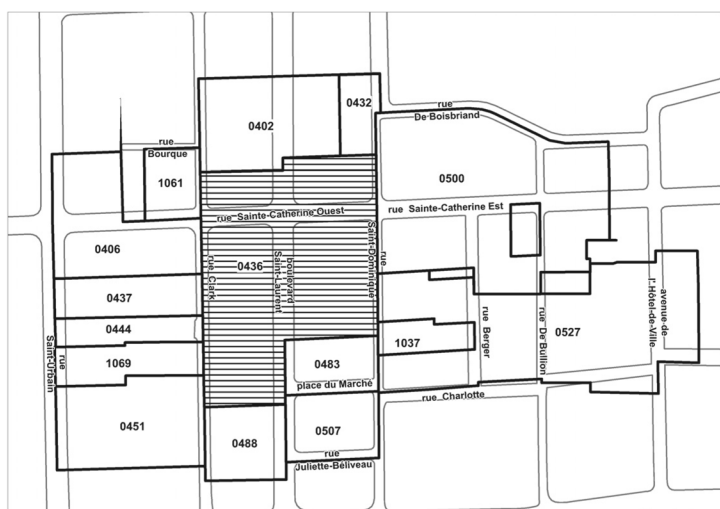 0432
rue
De Boisbriand
0402
rue
Bourque
1061
0500
rue Sainte-Catherine Ouest
rue Sainte-Catherine Est
0406
rue Clark
0436
boulevard
Saint-Laurent
rue
Saint-Dominique
0437
avenue de
l'Hôtel-de-Ville
0444
rue Berger
rue De Bullion
0527
1037
rue
Saint-Urbain
1069
0483
place du Marché
rue Charlotte
0451
0488
0507
rue
Juliette-Béliveau